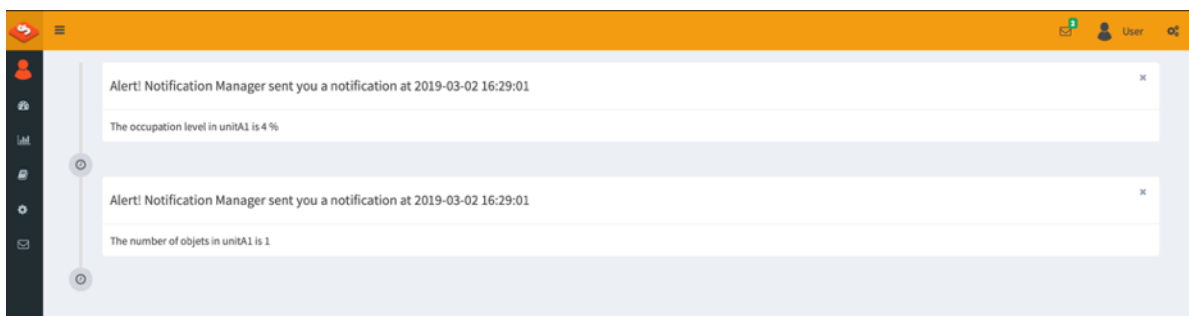 2
User
Alert! Notification Manager sent you a notification at 2019-03-02 16:29:01
×
The occupation level in unitA1 is 4 %
Alert! Notification Manager sent you a notification at 2019-03-02 16:29:01
×
The number of objets in unitA1 is 1